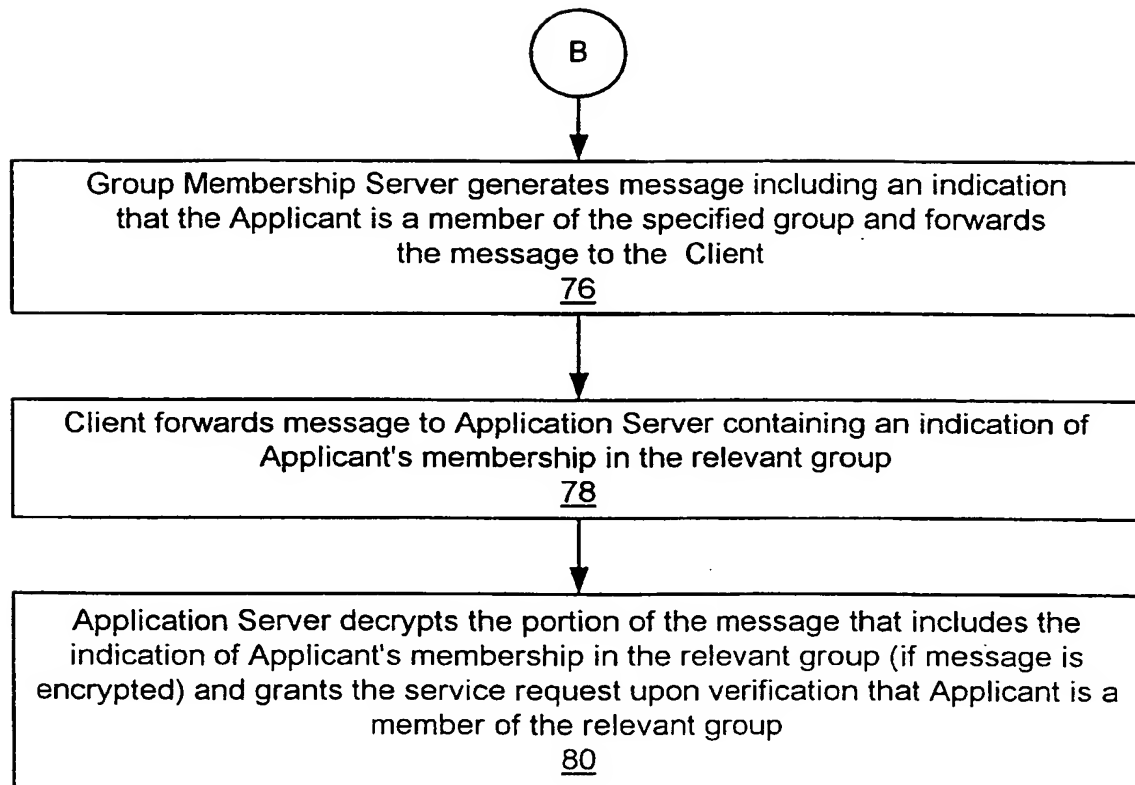 B
Group Membership Server generates message including an indication
that the Applicant is a member of the specified group and forwards
the message to the Client
76
Client forwards message to Application Server containing an indication of
Applicant's membership in the relevant group
78
Application Server decrypts the portion of the message that includes the
indication of Applicant's membership in the relevant group (if message is
encrypted) and grants the service request upon verification that Applicant is a
member of the relevant group
80